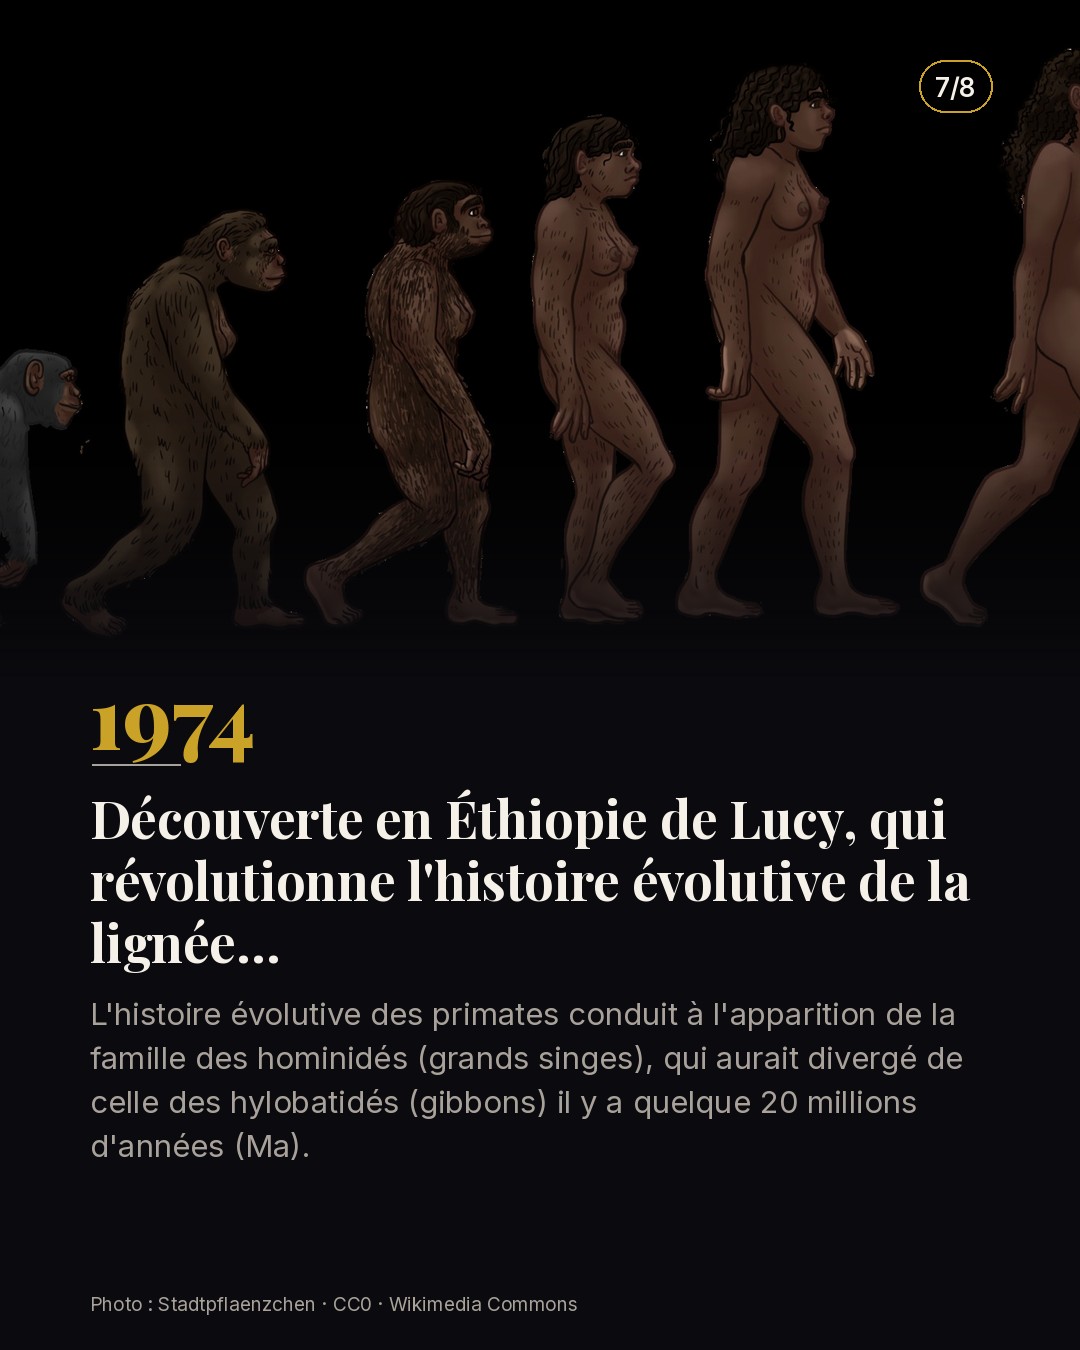 7/8
1974
Découverte en Éthiopie de Lucy, qui
révolutionne l'histoire évolutive de la
lignée...
L'histoire évolutive des primates conduit à l'apparition de la
famille des hominidés (grands singes), qui aurait divergé de
celle des hylobatidés (gibbons) il y a quelque 20 millions
d'années (Ma).
Photo : Stadtpflaenzchen · CC0 · Wikimedia Commons